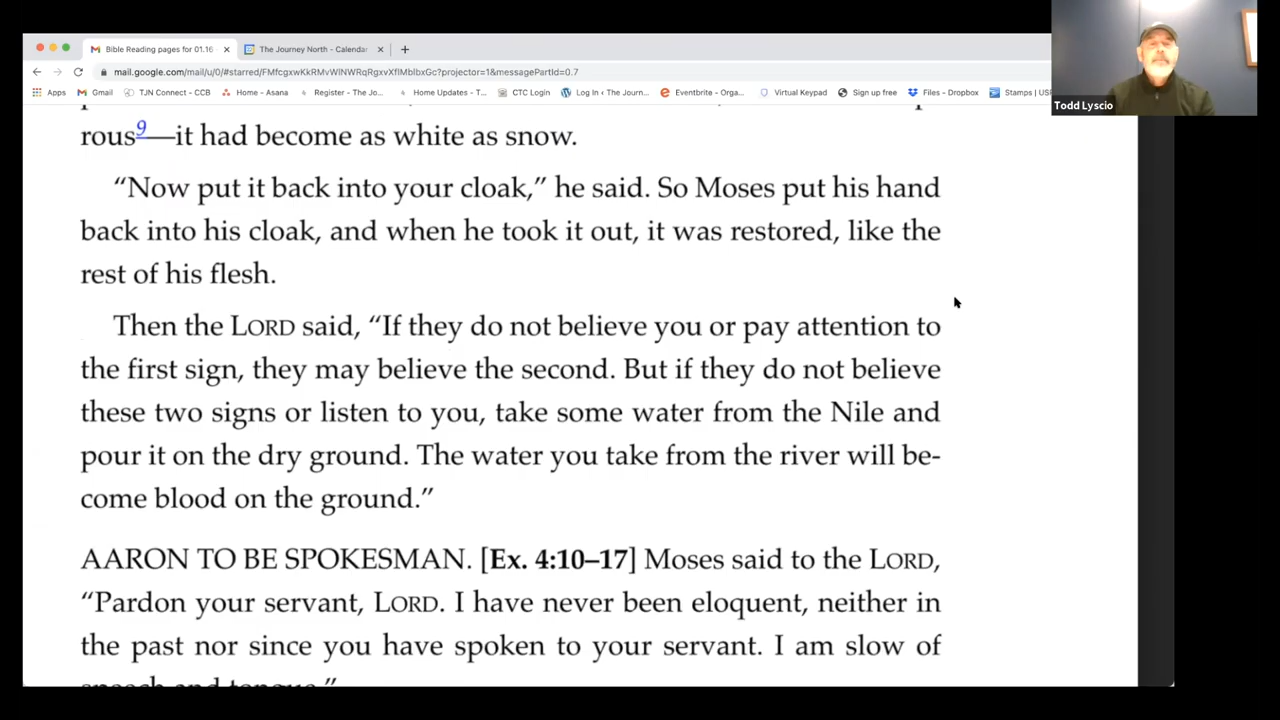 Bible Reading pages for 01.16
The Journey North - Calendar
mail.google.com/mail/u/0/#starred/FMfcgxwKkRMvWlNWRqRgxvXflMblbxGc?projector=1&messagePartId=0.7
Apps Gmail TJN Connect - CCB Home - Asana Register - The Jo... Home Updates - T... CTC Login Log In ‹ The Journ... Eventbrite - Orga... Virtual Keypad Sign up free Files - Dropbox Stamps | USP
Todd Lyscio
rous9—it had become as white as snow.
“Now put it back into your cloak,” he said. So Moses put his hand
back into his cloak, and when he took it out, it was restored, like the
rest of his flesh.
Then the LORD said, “If they do not believe you or pay attention to
the first sign, they may believe the second. But if they do not believe
these two signs or listen to you, take some water from the Nile and
pour it on the dry ground. The water you take from the river will be-
come blood on the ground.”
AARON TO BE SPOKESMAN. [Ex. 4:10–17] Moses said to the LORD,
“Pardon your servant, LORD. I have never been eloquent, neither in
the past nor since you have spoken to your servant. I am slow of
speech and tongue.”